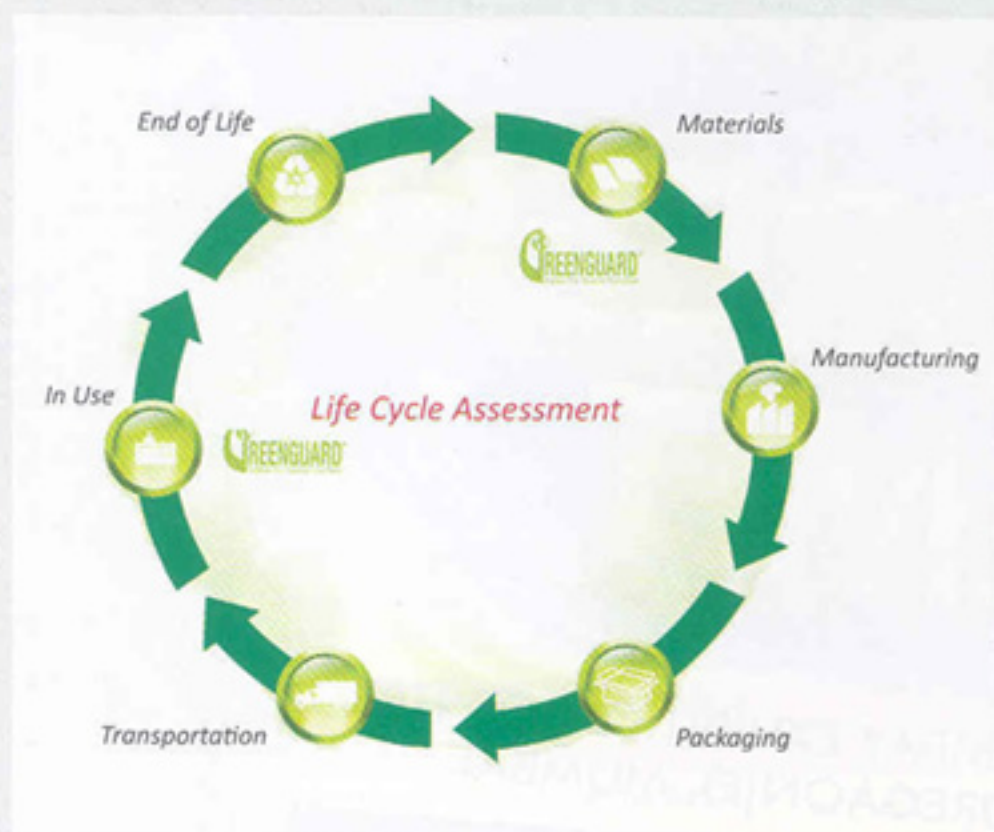 End of Life
Materials
GREENGUARD
Manufacturing
In Use
Life Cycle Assessment
GREENGUARD
Transportation
Packaging